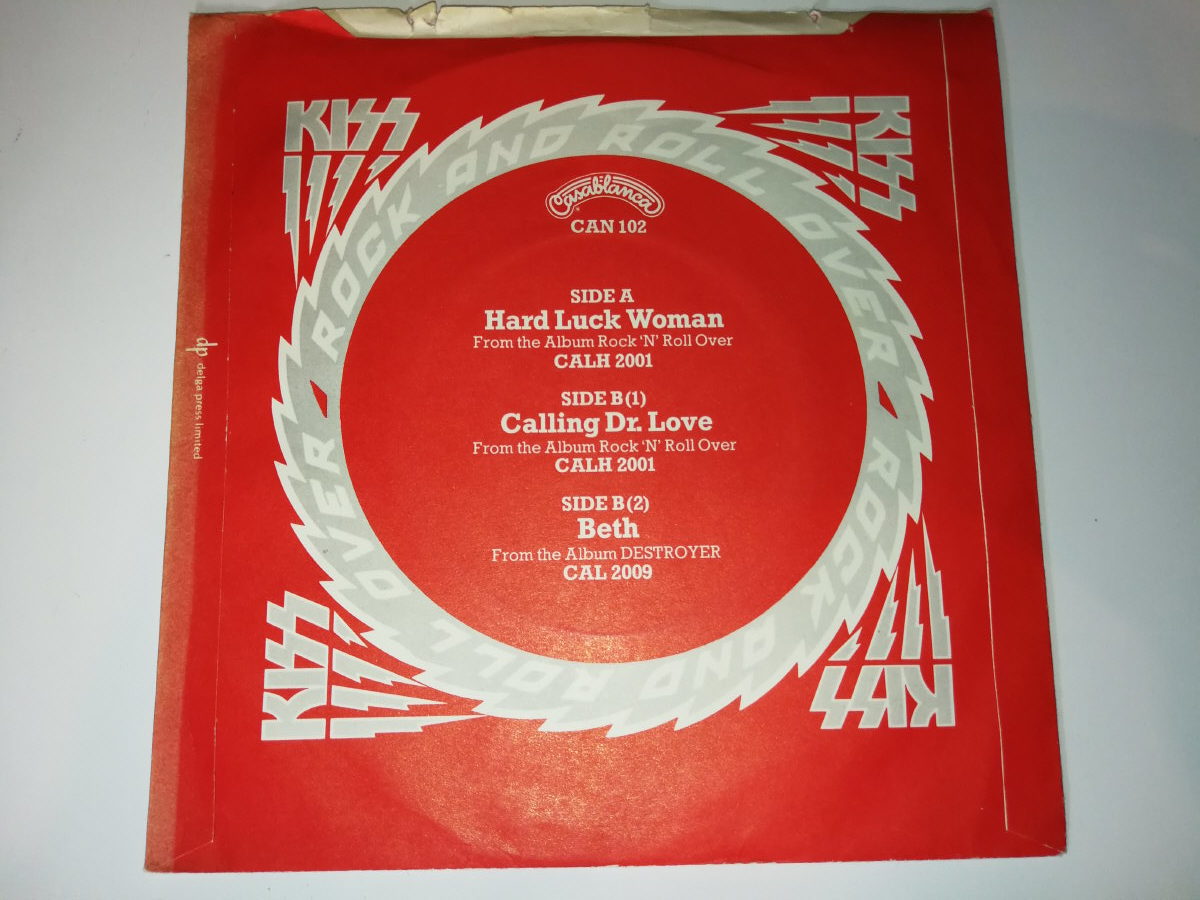 KISS
KISS
ROCK AND ROLL OVER
ROCK AND ROLL OVER
Casablanca
CAN 102
SIDE A
Hard Luck Woman
From the Album Rock 'N' Roll Over
CALH 2001
SIDE B (1)
Calling Dr. Love
From the Album Rock 'N' Roll Over
CALH 2001
SIDE B (2)
Beth
From the Album DESTROYER
CAL 2009
KISS
KISS
dp delga press limited